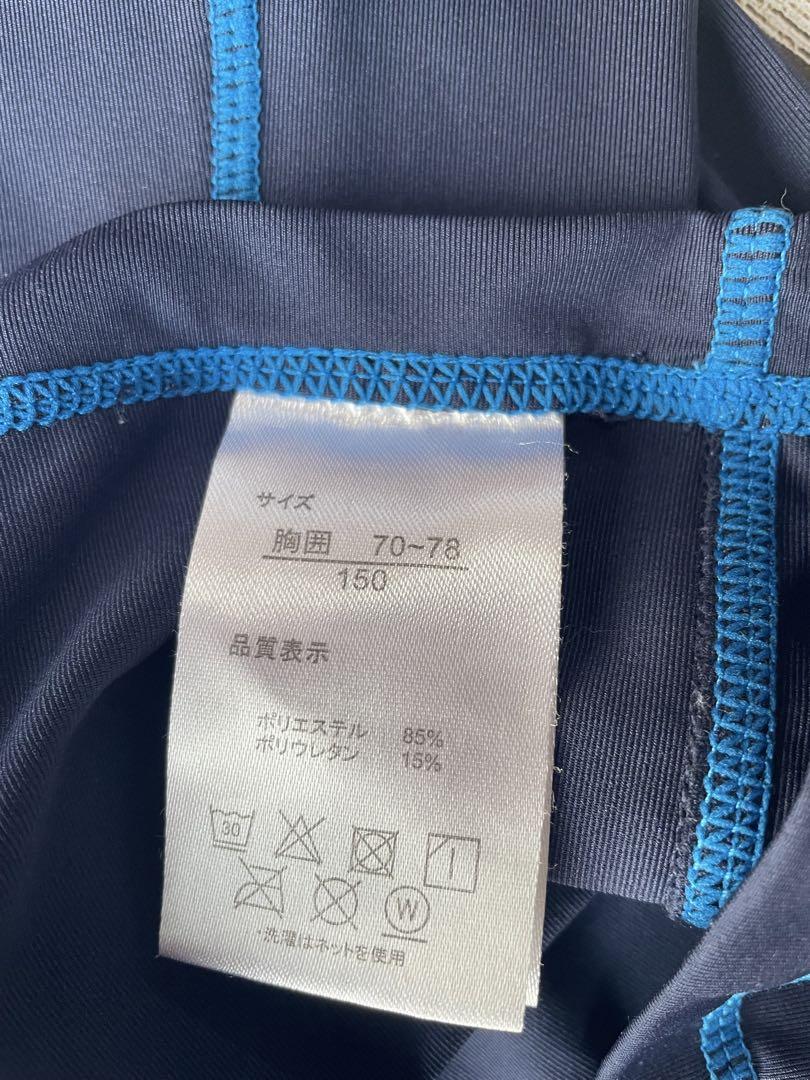 サイズ
胸囲 70~78
150
品質表示
ポリエステル 85%
ポリウレタン 15%
30
W
・洗濯はネットを使用